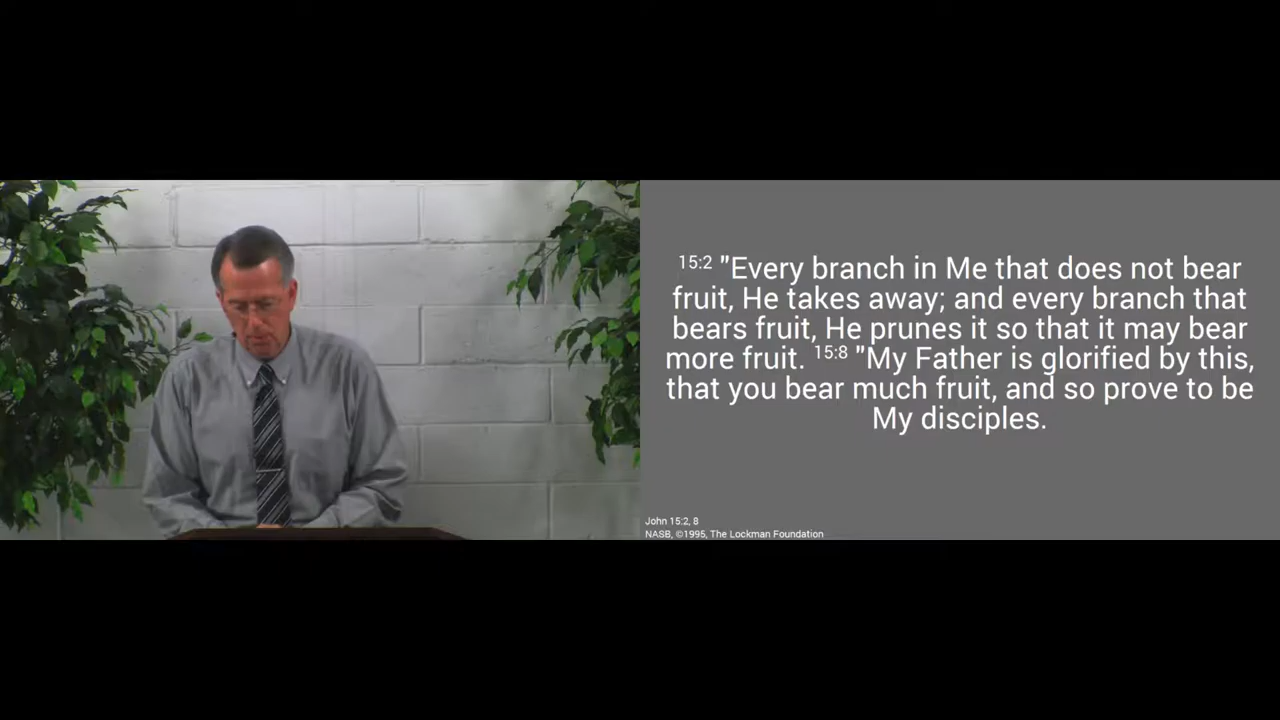 15:2 "Every branch in Me that does not bear
fruit, He takes away; and every branch that
bears fruit, He prunes it so that it may bear
more fruit. 15:8 "My Father is glorified by this,
that you bear much fruit, and so prove to be
My disciples.
John 15:2, 8
NASB, ©1995, The Lockman Foundation